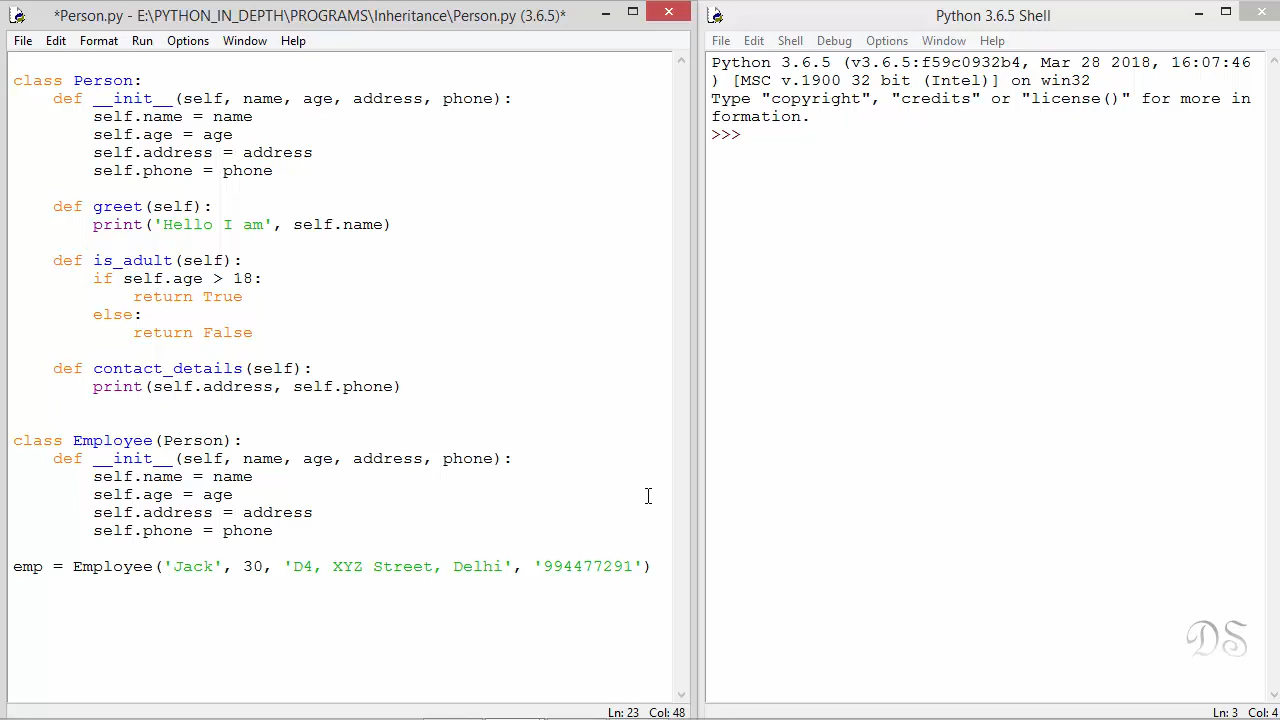 *Person.py - E:\PYTHON_IN_DEPTH\PROGRAMS\Inheritance\Person.py (3.6.5)*
File Edit Format Run Options Window Help
class Person:
    def __init__(self, name, age, address, phone):
        self.name = name
        self.age = age
        self.address = address
        self.phone = phone
    def greet(self):
        print('Hello I am', self.name)
    def is_adult(self):
        if self.age > 18:
            return True
        else:
            return False
    def contact_details(self):
        print(self.address, self.phone)
class Employee(Person):
    def __init__(self, name, age, address, phone):
        self.name = name
        self.age = age
        self.address = address
        self.phone = phone
emp = Employee('Jack', 30, 'D4, XYZ Street, Delhi', '994477291')
Ln: 23 Col: 48
Python 3.6.5 Shell
File Edit Shell Debug Options Window Help
Python 3.6.5 (v3.6.5:f59c0932b4, Mar 28 2018, 16:07:46
) [MSC v.1900 32 bit (Intel)] on win32
Type "copyright", "credits" or "license()" for more in
formation.
>>>
DS
Ln: 3 Col: 4